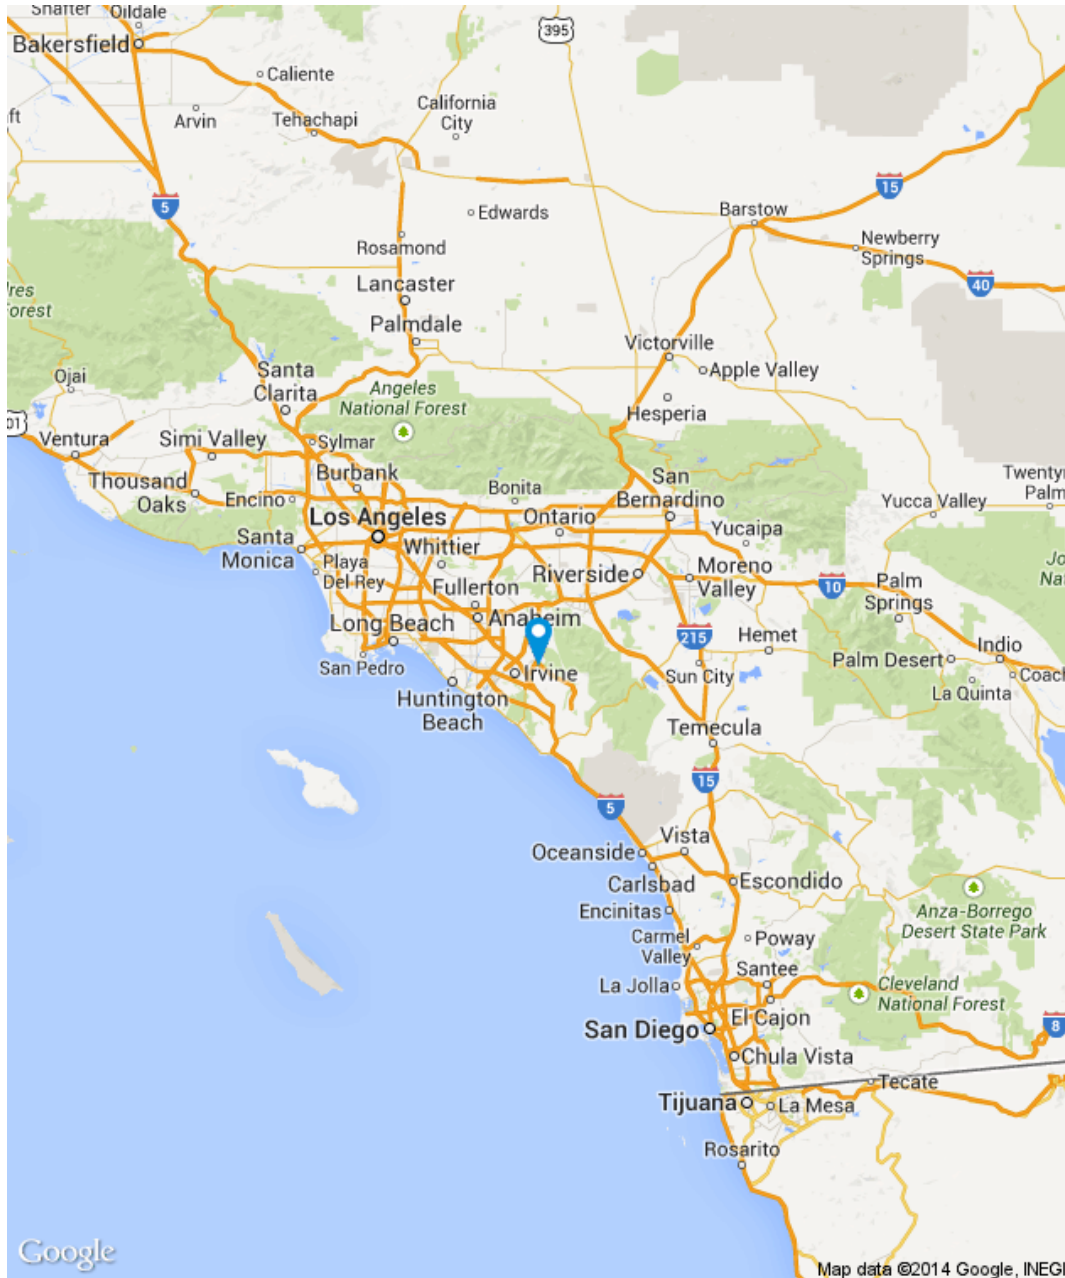 Shafter
Oildale
Bakersfield
395
Caliente
California
City
Arvin
Tehachapi
ft
15
5
Edwards
Barstow
Rosamond
Newberry
Springs
Lancaster
40
Palmdale
Victorville
Apple Valley
Santa
Clarita
Ojai
Angeles
National Forest
Hesperia
Ventura
Simi Valley
Sylmar
Burbank
San
Bernardino
Thousand
Oaks
Encino
Bonita
Yucca Valley
Los Angeles
Ontario
Yucaipa
Santa
Monica
Whittier
Playa
Del Rey
Riverside
Moreno
Valley
Fullerton
10
Palm
Springs
Long Beach
Anaheim
215
Hemet
Indio
San Pedro
Irvine
Sun City
Palm Desert
La Quinta
Huntington
Beach
Temecula
15
5
Vista
Oceanside
Carlsbad
Escondido
Encinitas
Anza-Borrego
Desert State Park
Carmel
Valley
Poway
Santee
La Jolla
Cleveland
National Forest
El Cajon
San Diego
8
Chula Vista
Tecate
Tijuana
La Mesa
Rosarito
Google
Map data ©2014 Google, INEGI